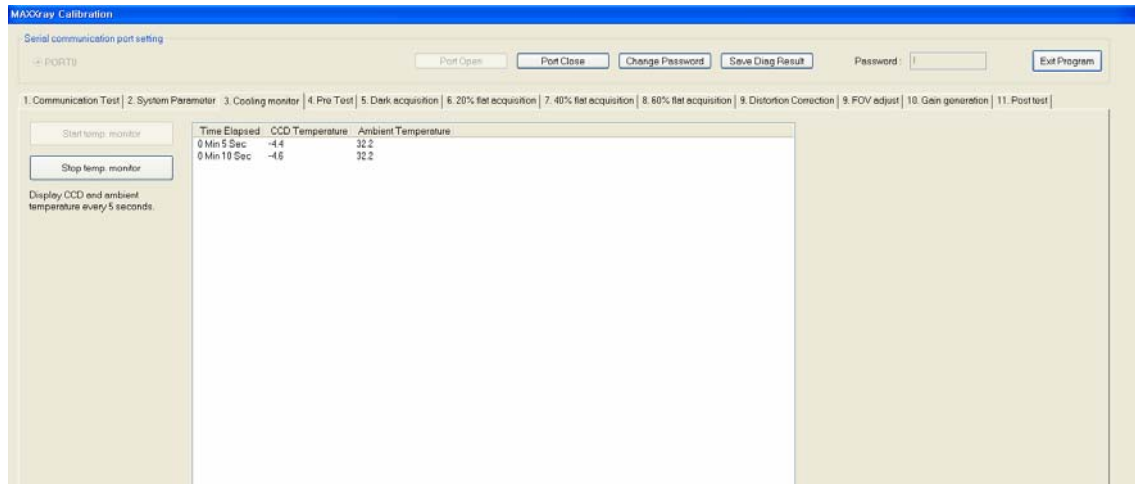 MAXXray Calibration
Serial communication port setting
PORT0 Port Open Port Close Change Password Save Diag Result Password : Exit Program
1. Communication Test 2. System Parameter 3. Cooling monitor 4. Pre Test 5. Dark acquisition 6. 20% flat acquisition 7. 40% flat acquisition 8. 60% flat acquisition 9. Distortion Correction 9. FOV adjust 10. Gain generation 11. Post test
Start temp. monitor
Stop temp. monitor
Display CCD and ambient
temperature every 5 seconds.
Time Elapsed CCD Temperature Ambient Temperature
0 Min 5 Sec -4.4 32.2
0 Min 10 Sec -4.6 32.2